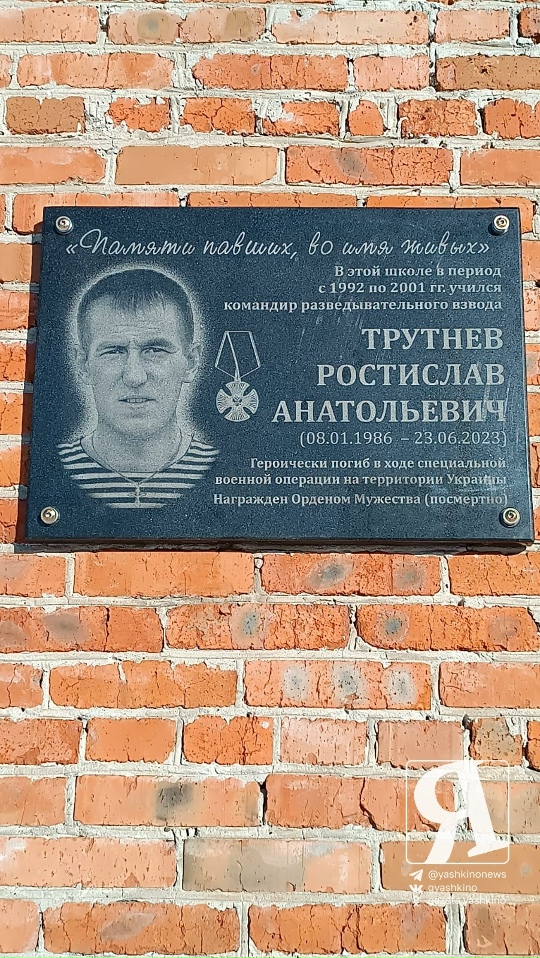 «Памяти павших, во имя живых»
В этой школе в период
с 1992 по 2001 гг. учился
командир разведывательного взвода
ТРУТНЕВ
РОСТИСЛАВ
АНАТОЛЬЕВИЧ
(08.01.1986 – 23.06.2023)
Героически погиб в ходе специальной
военной операции на территории Украины
Награжден Орденом Мужества (посмертно)
Я
@yashkinonews
@yashkino